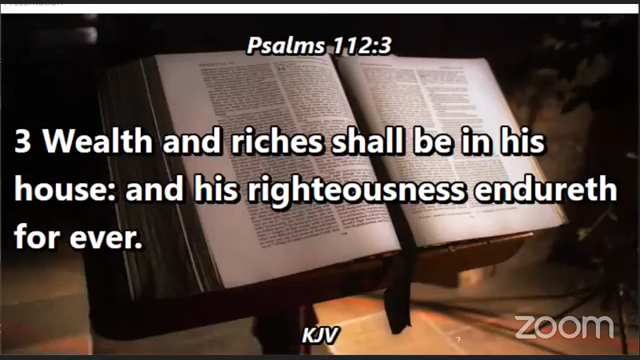 Psalms 112:3
3 Wealth and riches shall be in his
house: and his righteousness endureth
for ever.
KJV
zoom